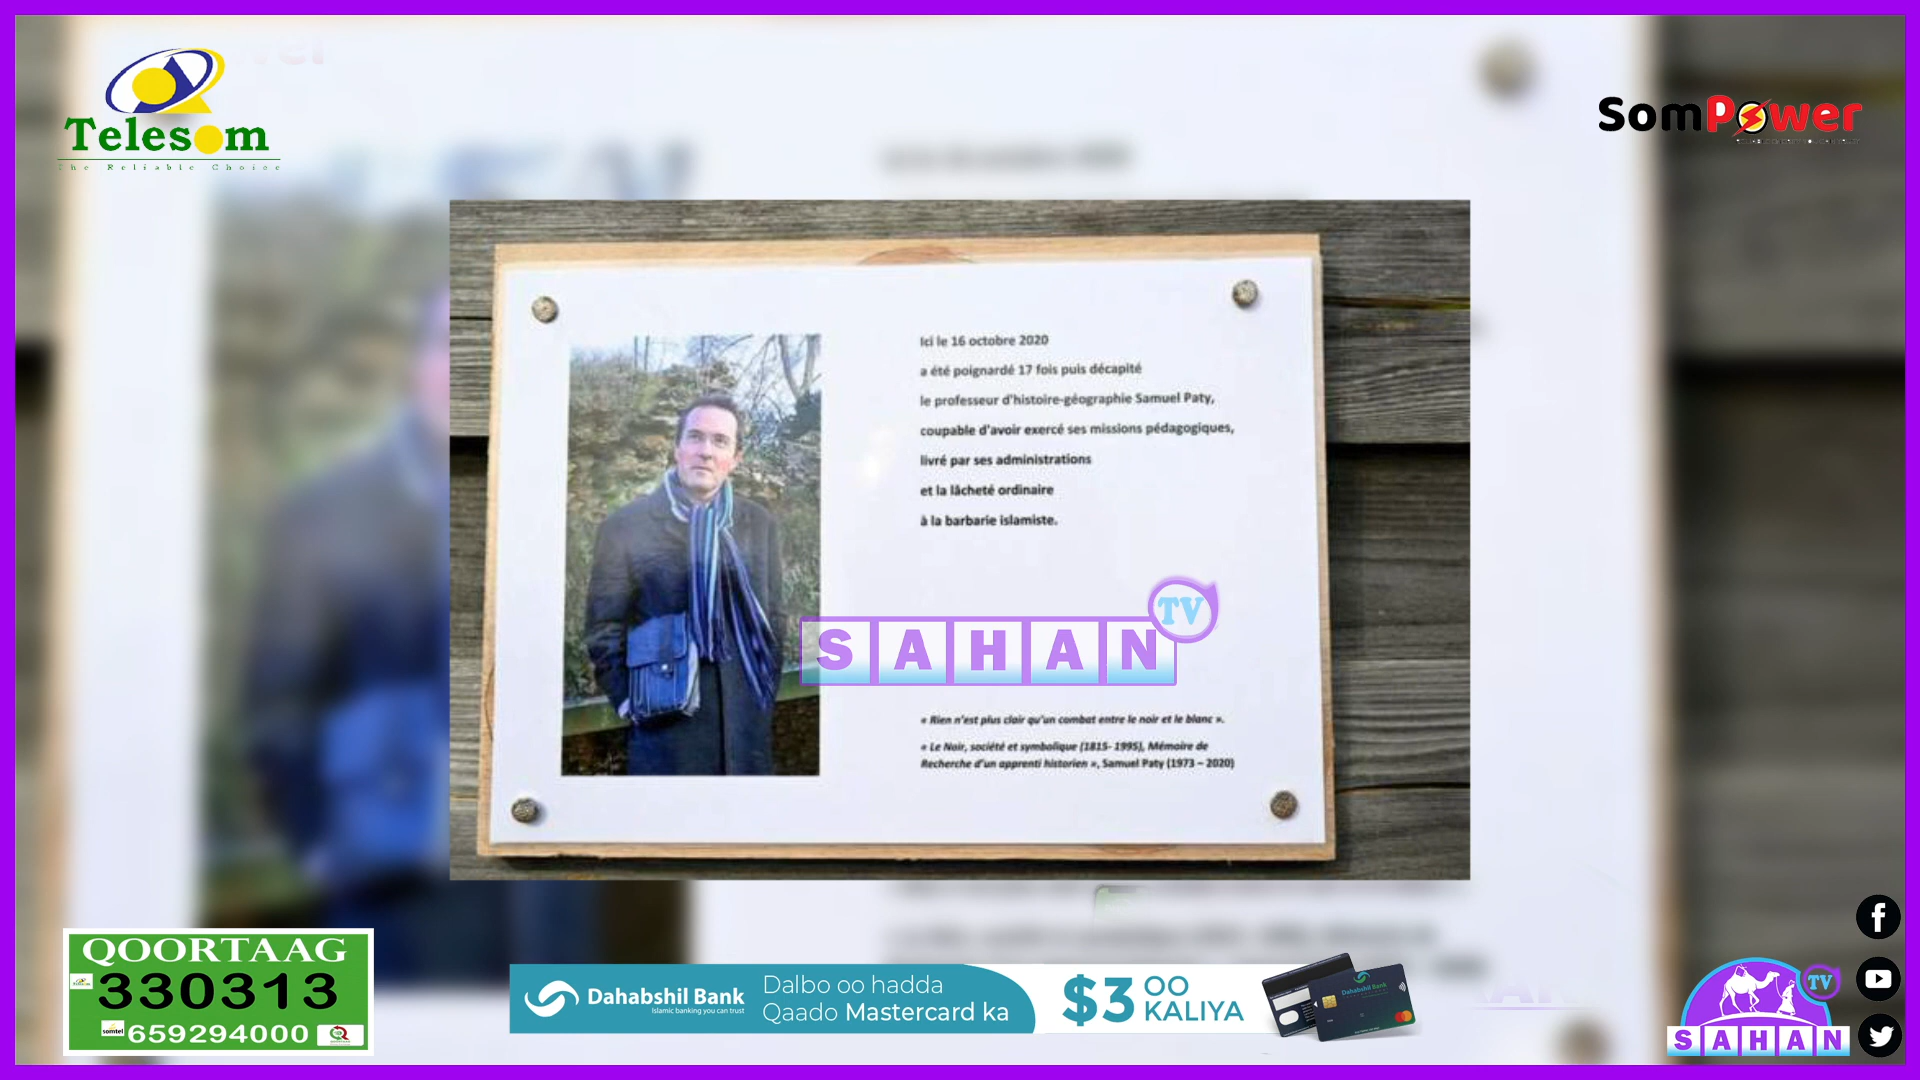 Telesom
The Reliable Choice
SomPower
Ici le 16 octobre 2020
a été poignardé 17 fois puis décapité
le professeur d'histoire-géographie Samuel Paty,
coupable d'avoir exercé ses missions pédagogiques,
livré par ses administrations
et la lâcheté ordinaire
à la barbarie islamiste.
SAHAN TV
« Rien n'est plus clair qu'un combat entre le noir et le blanc ».
« Le Noir, société et symbolique (1815- 1995), Mémoire de
Recherche d'un apprenti historien », Samuel Paty (1973 – 2020)
QOORTAAG
330313
somtel 659294000
Dahabshil Bank
Islamic banking you can trust
Dalbo oo hadda
Qaado Mastercard ka
$3 OO
KALIYA
Dahabshil Bank
TV
SAHAN